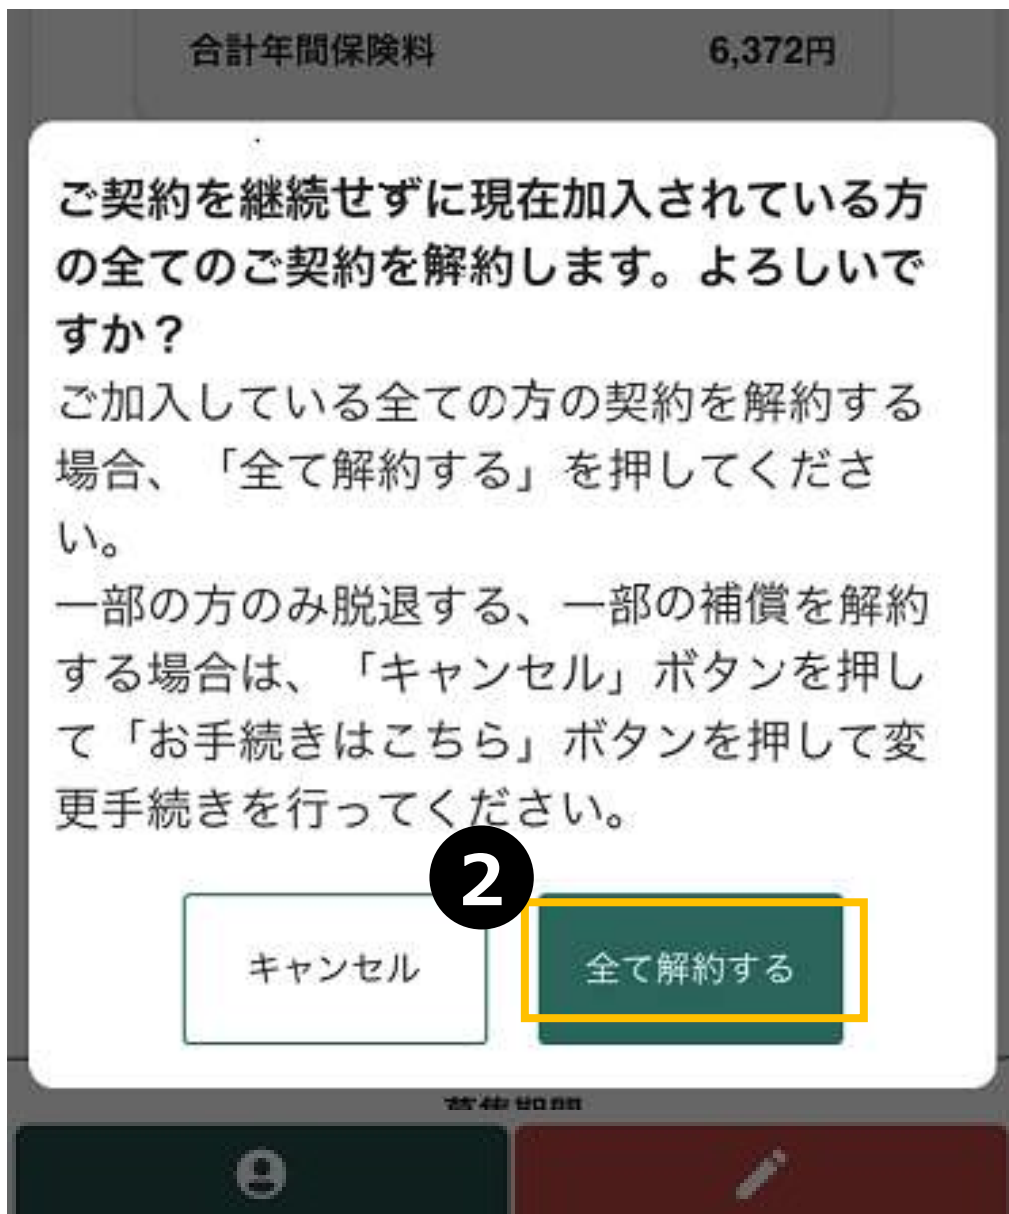 合計年間保険料 6,372円
ご契約を継続せずに現在加入されている方
の全てのご契約を解約します。よろしいで
すか？
ご加入している全ての方の契約を解約する
場合、「全て解約する」を押してくださ
い。
一部の方のみ脱退する、一部の補償を解約
する場合は、「キャンセル」ボタンを押し
て「お手続きはこちら」ボタンを押して変
更手続きを行ってください。
2
キャンセル 全て解約する
募集期間